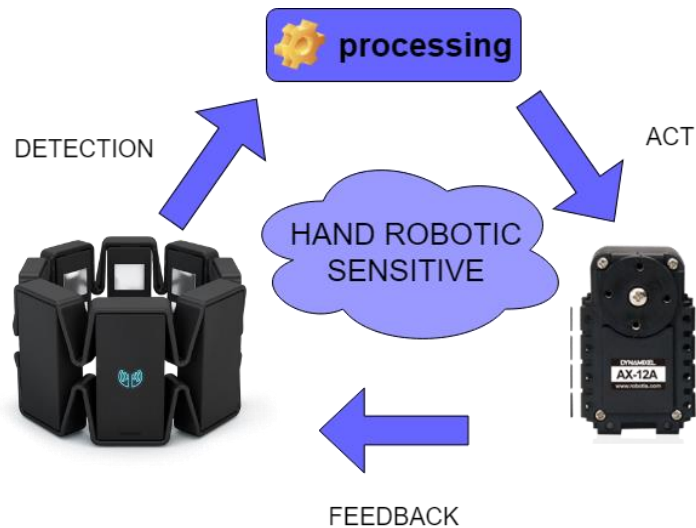 processing
DETECTION
ACT
HAND ROBOTIC
SENSITIVE
DYNAMIXEL
AX-12A
www.robotis.com
FEEDBACK